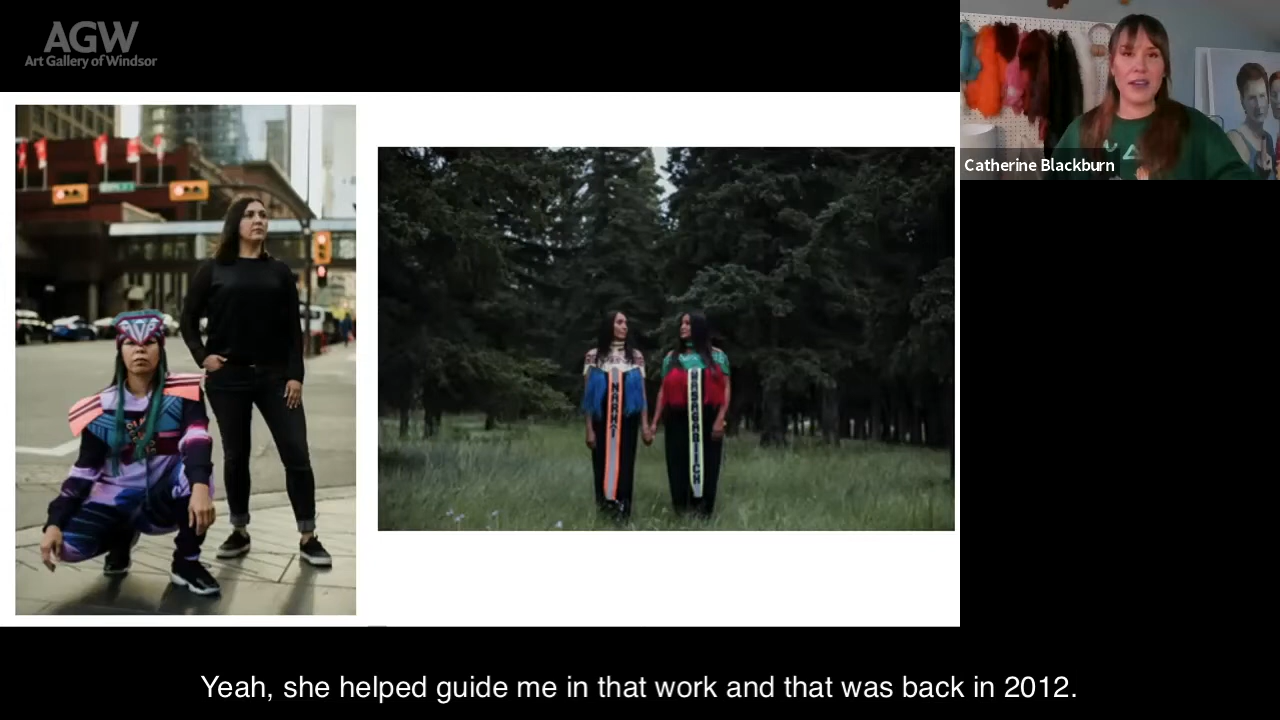 AGW
Art Gallery of Windsor
Catherine Blackburn
Yeah, she helped guide me in that work and that was back in 2012.